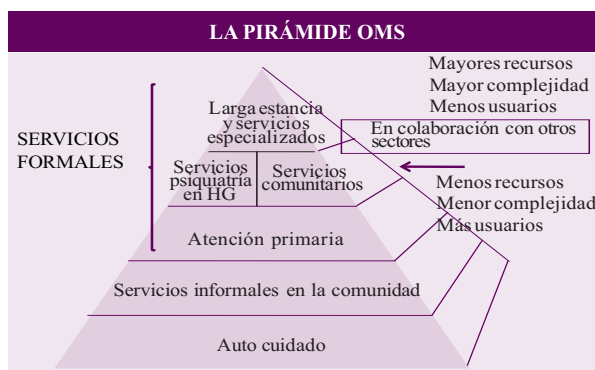 LA PIRÁMIDE OMS
Mayores recursos
Mayor complejidad
Menos usuarios
Larga estancia
y servicios
especializados
En colaboración con otros
sectores
SERVICIOS
FORMALES
Servicios
psiquiatría
en HG
Servicios
comunitarios
Menos recursos
Menor complejidad
Más usuarios
Atención primaria
Servicios informales en la comunidad
Auto cuidado